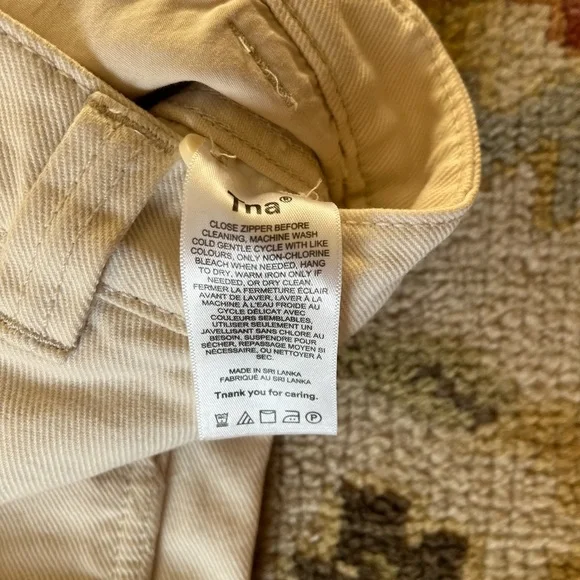 Tna®
CLOSE ZIPPER BEFORE
CLEANING, MACHINE WASH
COLD GENTLE CYCLE WITH LIKE
COLOURS, ONLY NON-CHLORINE
BLEACH WHEN NEEDED, HANG
TO DRY, WARM IRON ONLY IF
NEEDED, OR DRY CLEAN.
FERMER LA FERMETURE ÉCLAIR
AVANT DE LAVER, LAVER À LA
MACHINE À L'EAU FROIDE AU
CYCLE DÉLICAT AVEC
COULEURS SEMBLABLES,
UTILISER SEULEMENT UN
JAVELLISANT SANS CHLORE AU
BESOIN, SUSPENDRE POUR
SÉCHER, REPASSAGE MOYEN SI
NÉCESSAIRE, OU NETTOYER À
SEC.
MADE IN SRI LANKA
FABRIQUÉ AU SRI LANKA
Tnank you for caring.
P